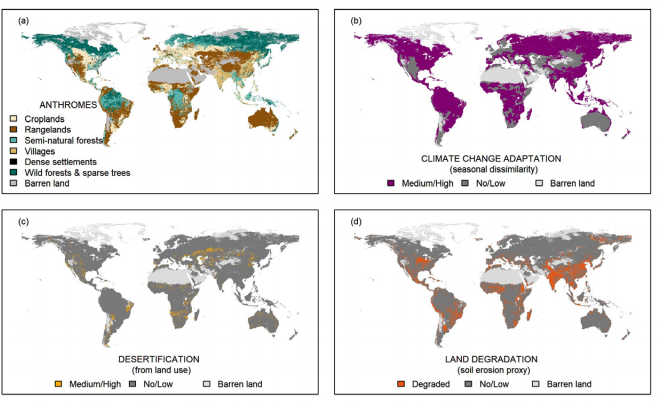 (a)
ANTHROMES
Croplands
Rangelands
Semi-natural forests
Villages
Dense settlements
Wild forests & sparse trees
Barren land
(b)
CLIMATE CHANGE ADAPTATION
(seasonal dissimilarity)
Medium/High No/Low Barren land
(c)
DESERTIFICATION
(from land use)
Medium/High No/Low Barren land
(d)
LAND DEGRADATION
(soil erosion proxy)
Degraded No/Low Barren land